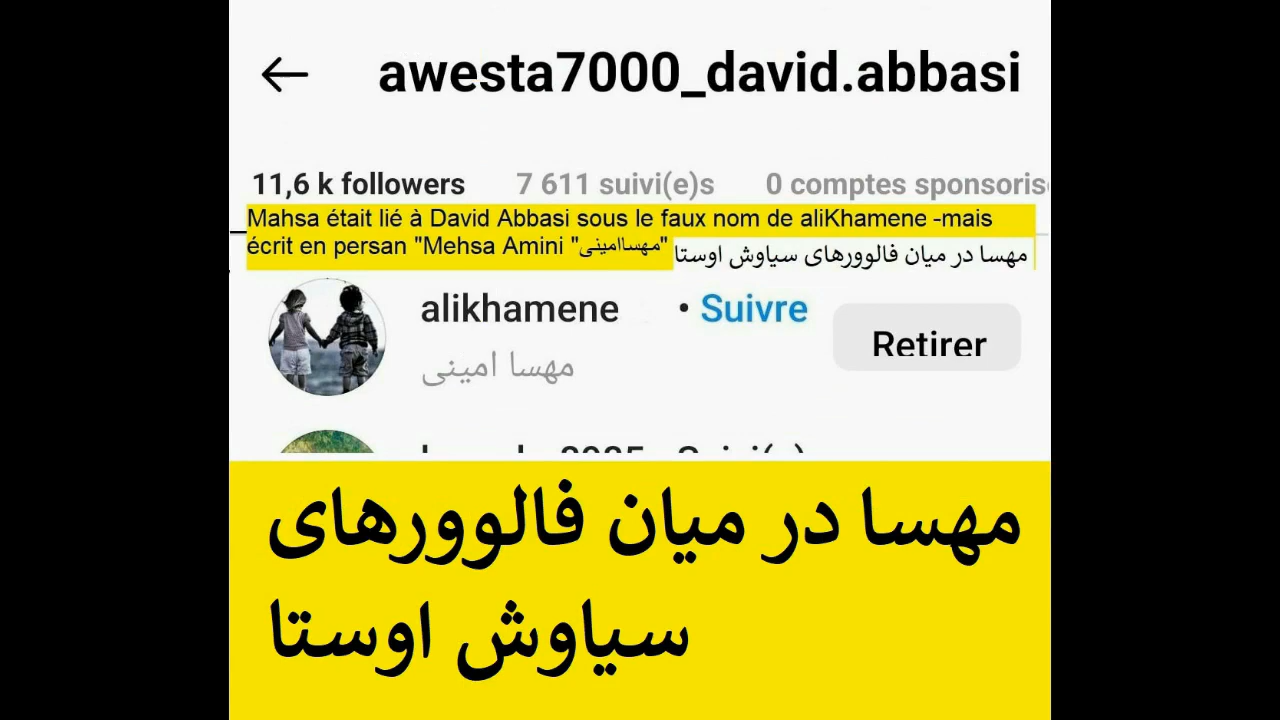 awesta7000_david.abbasi
11,6 k followers 7 611 suivi(e)s 0 comptes sponsoris
Mahsa était lié à David Abbasi sous le faux nom de aliKhamene -mais
écrit en persan "Mehsa Amini "مهساامینی"
مهسا در میان فالوورهای سیاوش اوستا
alikhamene • Suivre
Retirer
مهسا امینی
مهسا در میان فالوورهای
سیاوش اوستا